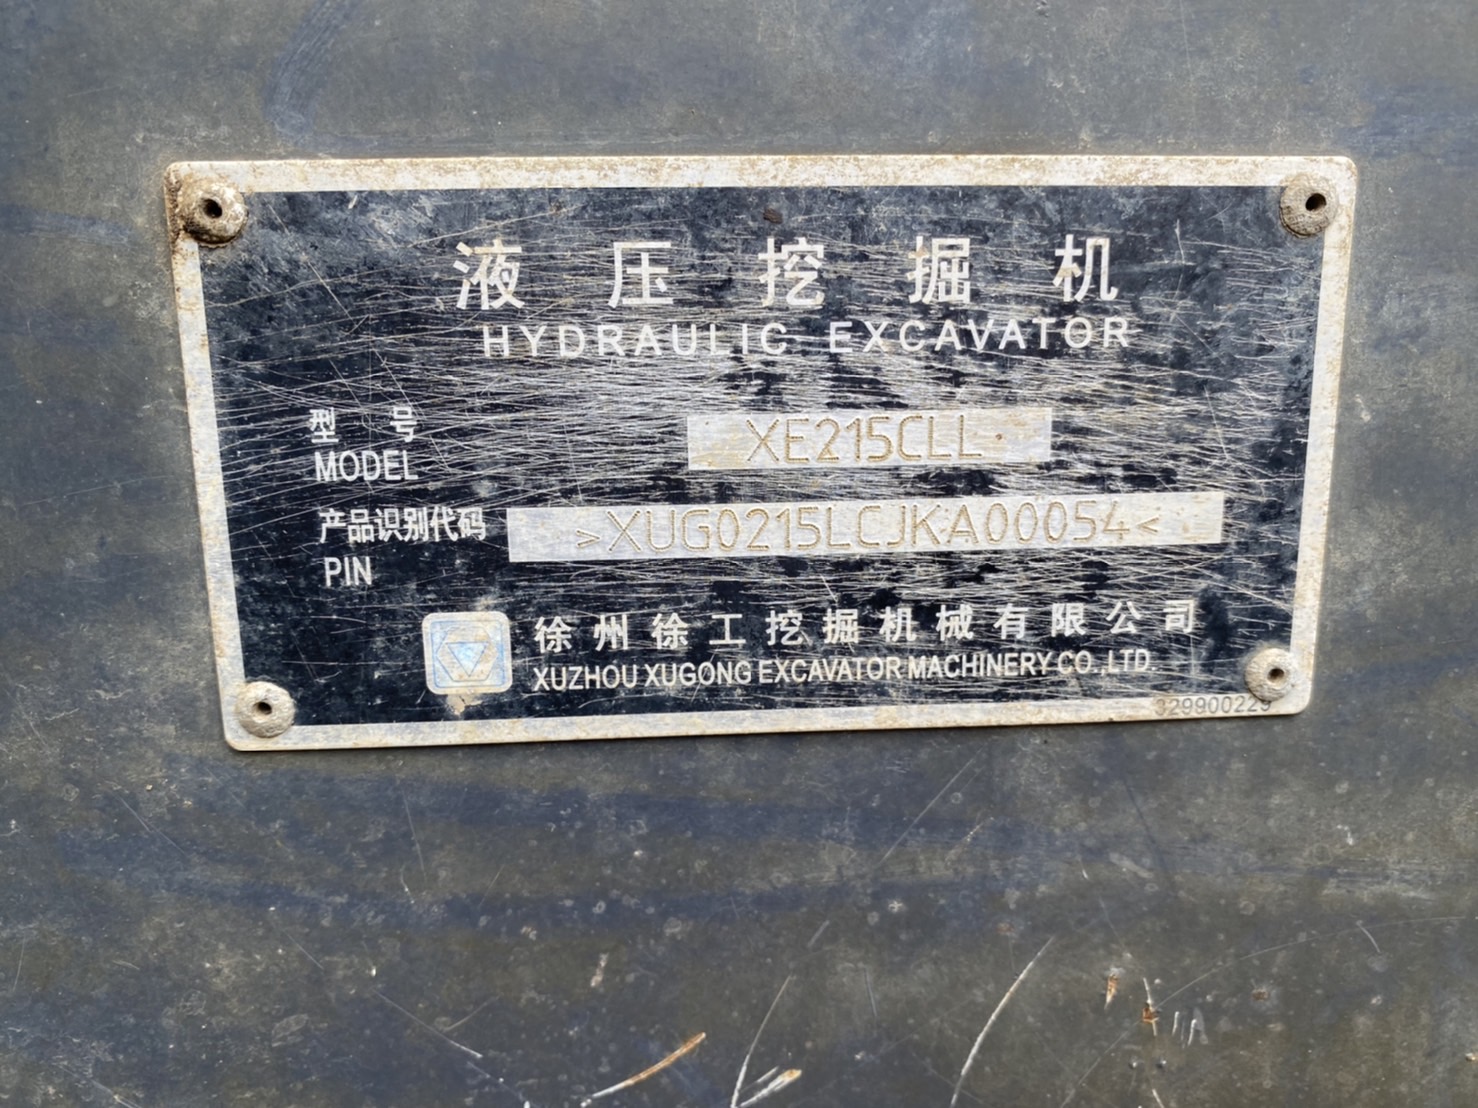 液压挖掘机
HYDRAULIC EXCAVATOR
型号 XE215CLL
MODEL
产品识别代码 >XUG0215LCJKA00054<
PIN
徐州徐工挖掘机械有限公司
XUZHOU XUGONG EXCAVATOR MACHINERY CO.,LTD.